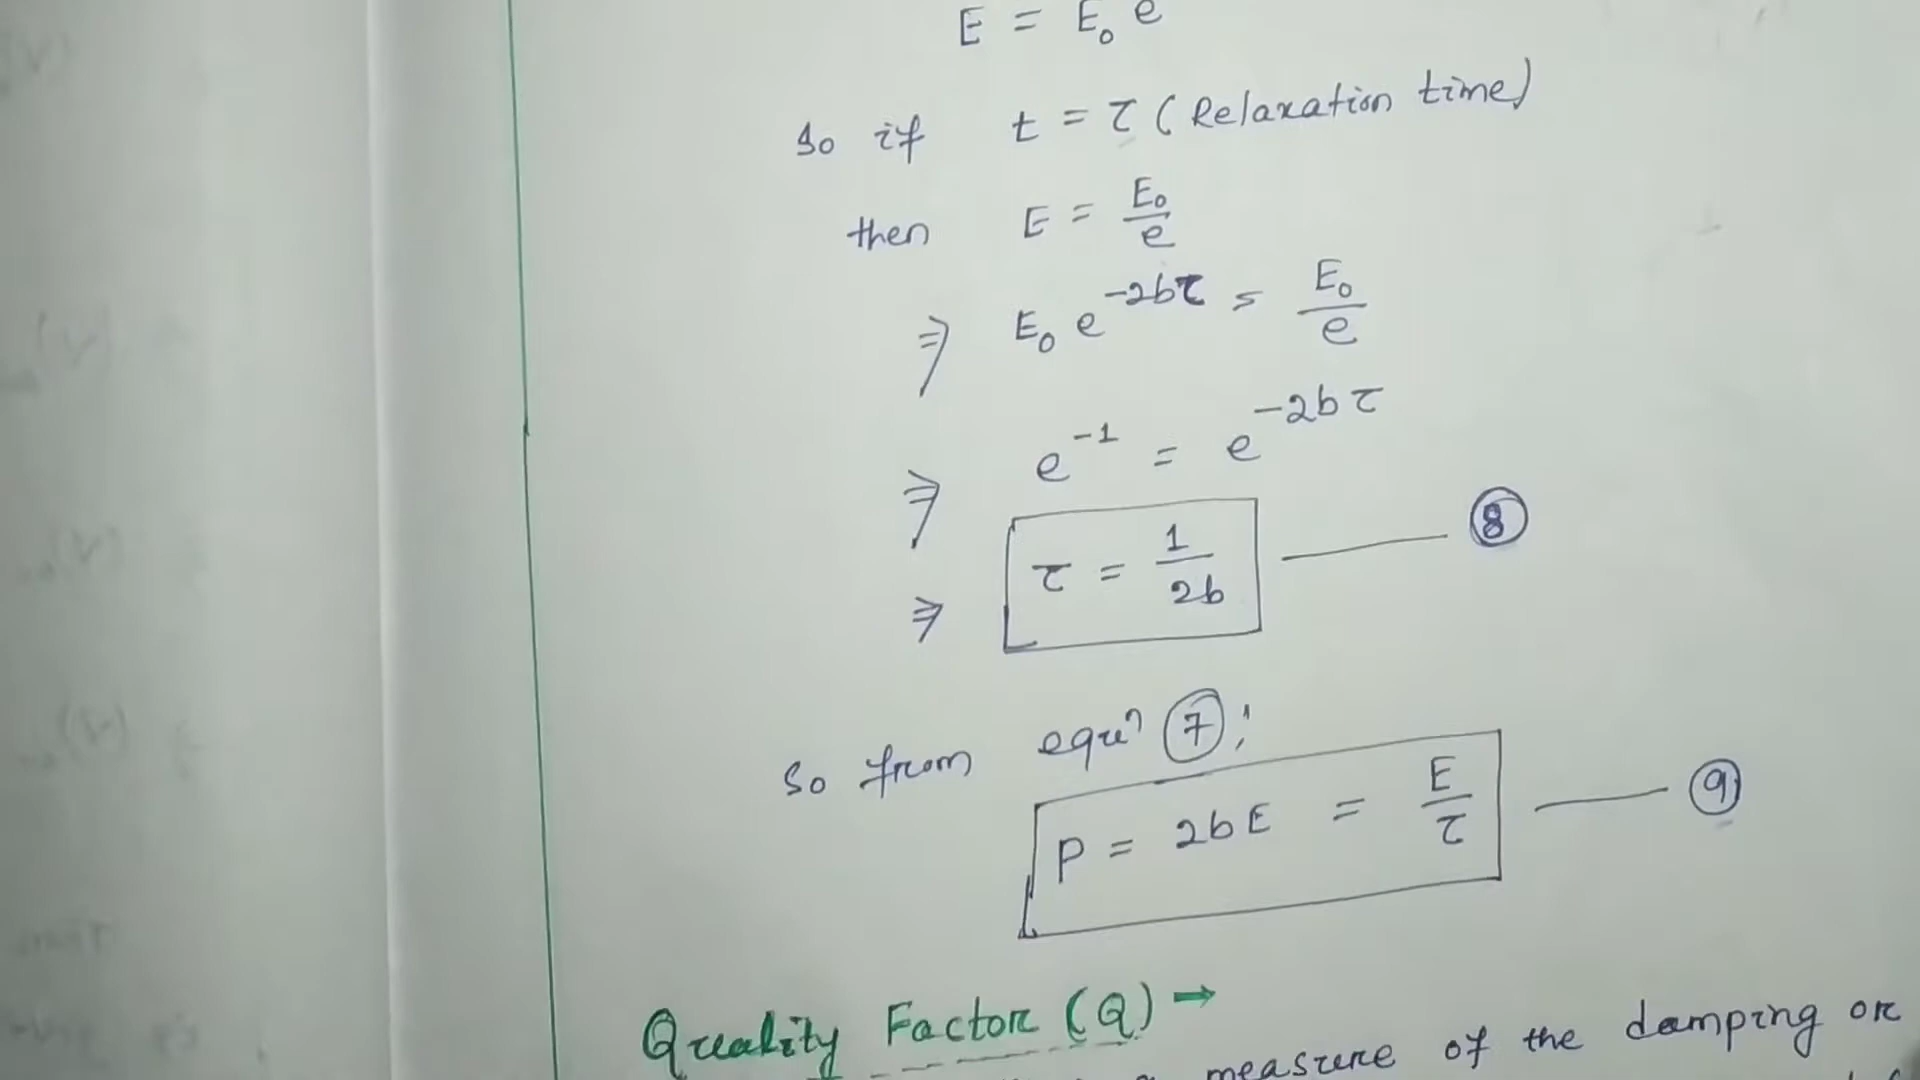 E = E₀ e
so if t = τ (Relaxation time)
then E = E₀/e
⇒ E₀ e^{-2bτ} = E₀/e
⇒ e^{-1} = e^{-2bτ}
⇒ τ = 1/2b —— ⑧
so from equⁿ ⑦;
P = 2bE = E/τ —— ⑨
Quality Factor (Q) →
measure of the damping or